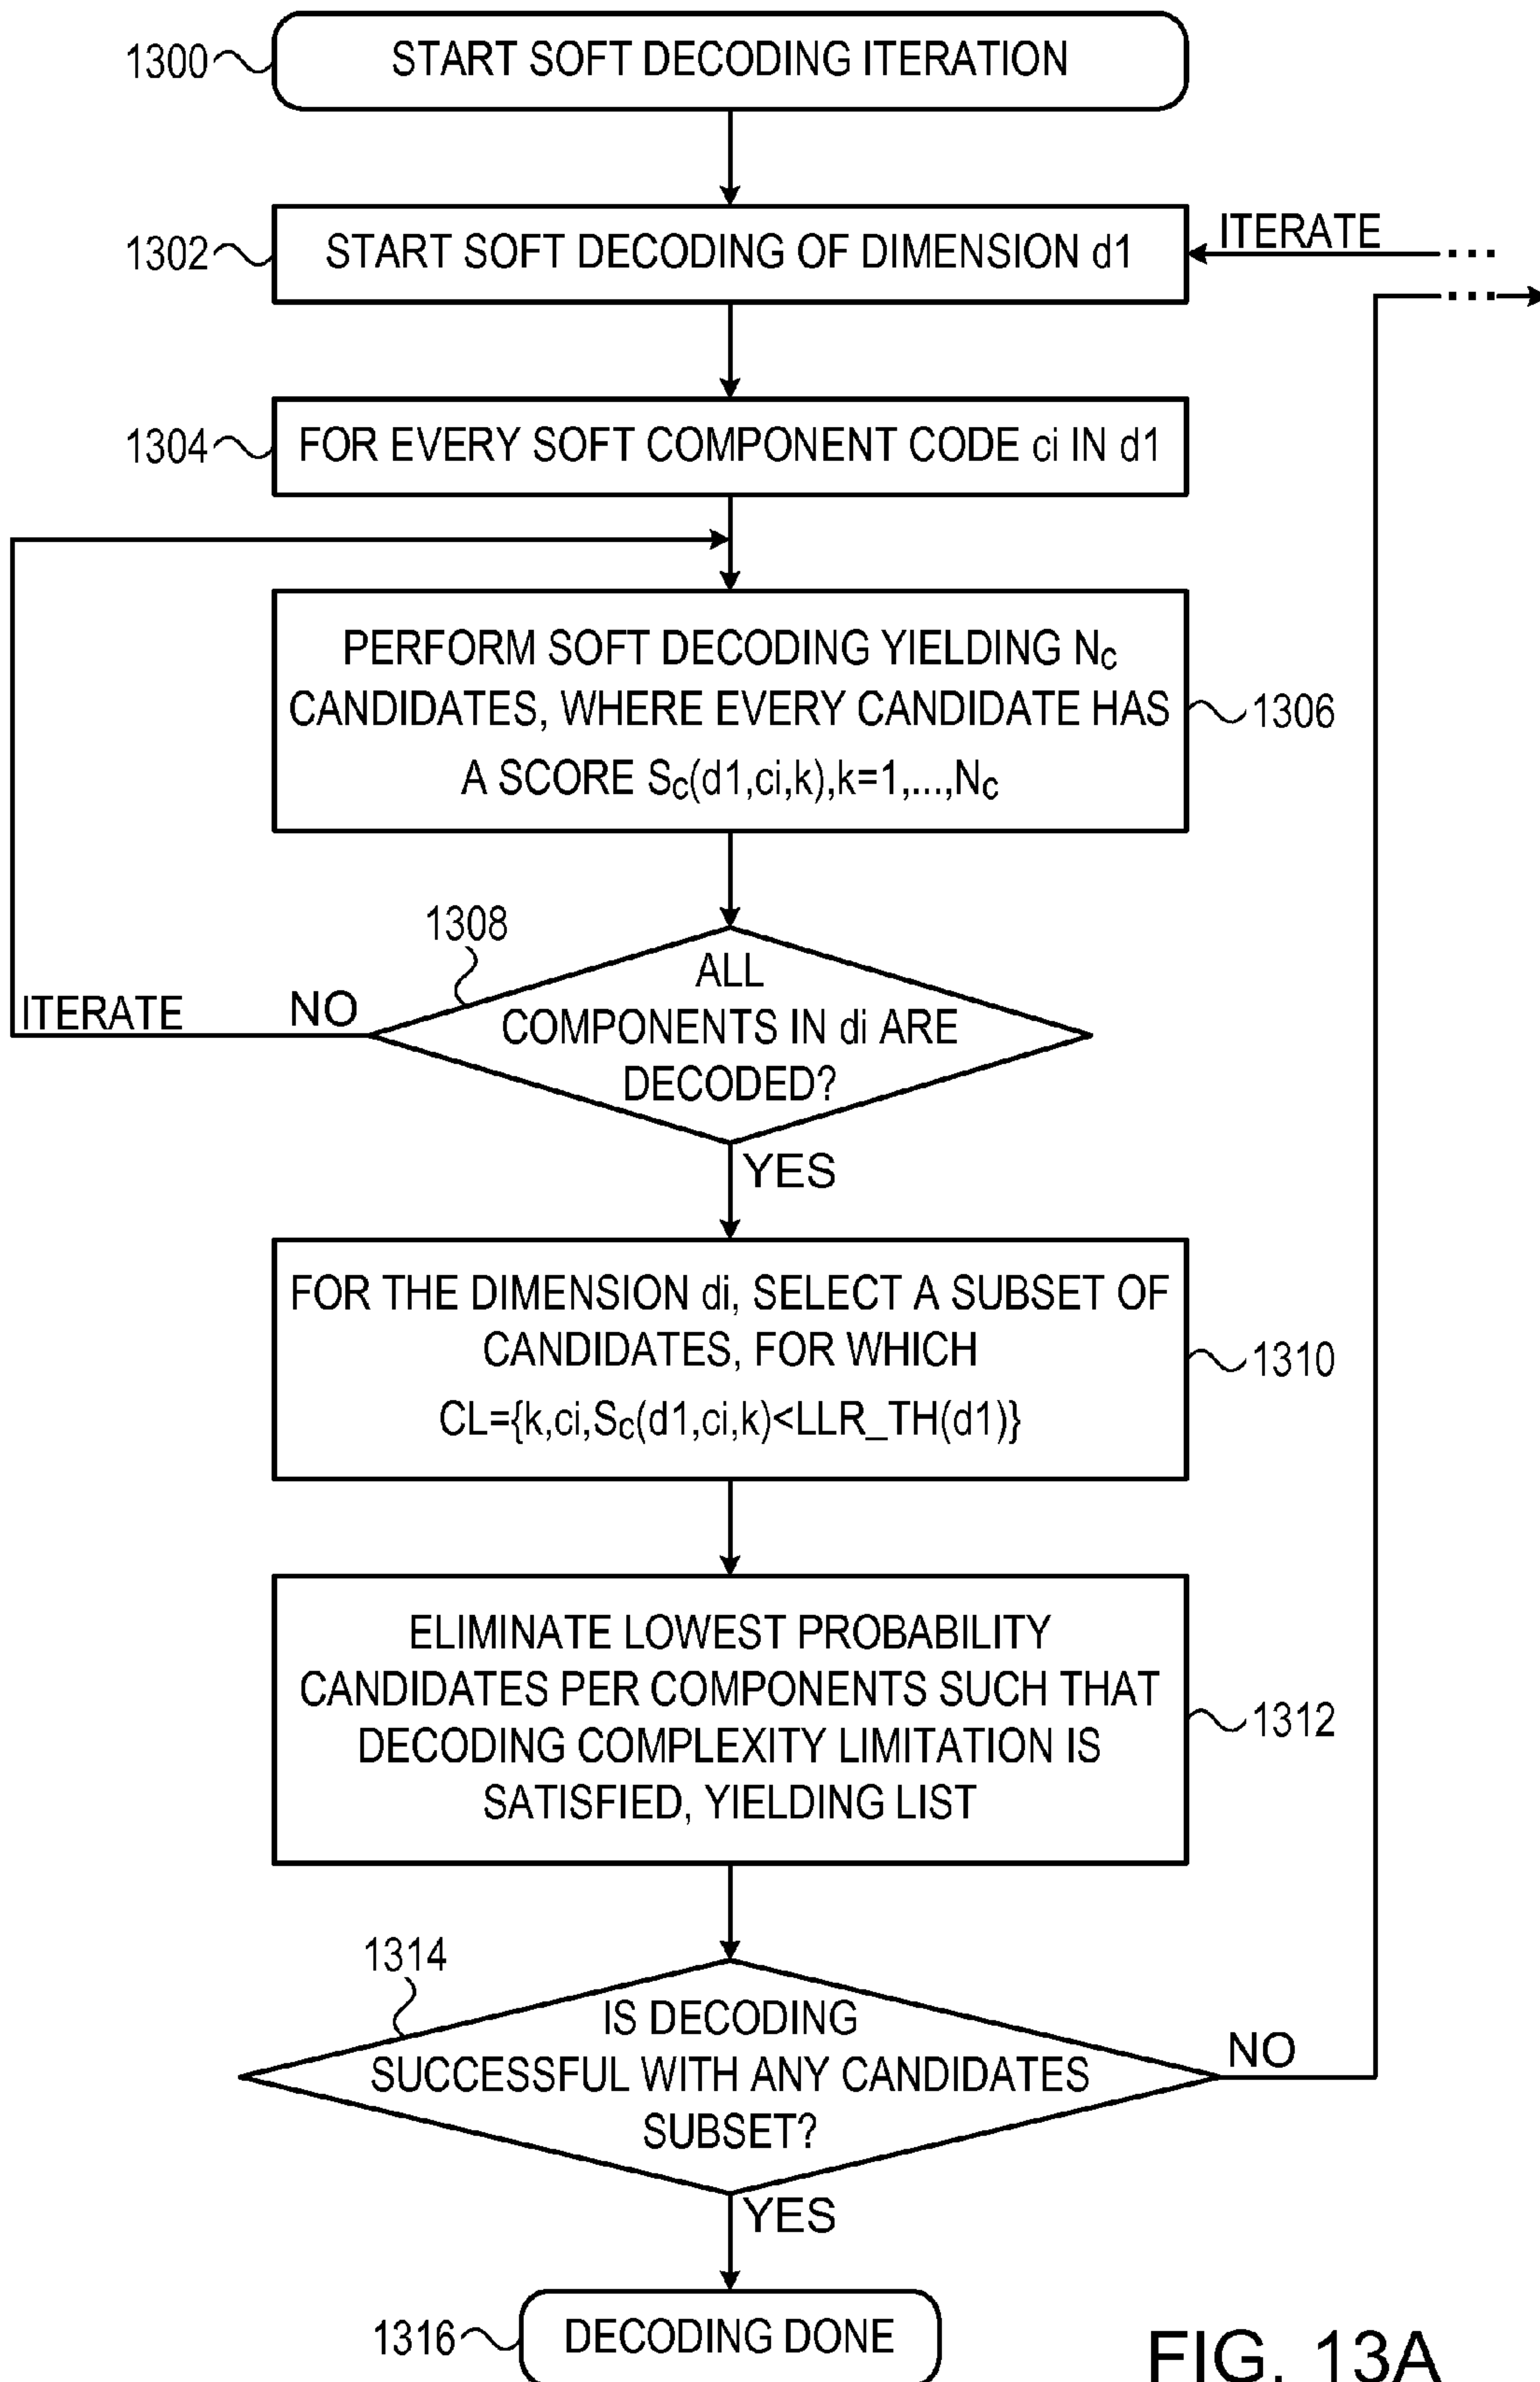 1300
START SOFT DECODING ITERATION
1302
START SOFT DECODING OF DIMENSION d1
ITERATE
...
...
1304
FOR EVERY SOFT COMPONENT CODE ci IN d1
PERFORM SOFT DECODING YIELDING Nc
CANDIDATES, WHERE EVERY CANDIDATE HAS
A SCORE Sc(d1,ci,k),k=1,...,Nc
1306
1308
ALL
COMPONENTS IN di ARE
DECODED?
ITERATE
NO
YES
FOR THE DIMENSION di, SELECT A SUBSET OF
CANDIDATES, FOR WHICH
CL={k,ci,Sc(d1,ci,k)<LLR_TH(d1)}
1310
ELIMINATE LOWEST PROBABILITY
CANDIDATES PER COMPONENTS SUCH THAT
DECODING COMPLEXITY LIMITATION IS
SATISFIED, YIELDING LIST
1312
1314
IS DECODING
SUCCESSFUL WITH ANY CANDIDATES
SUBSET?
NO
YES
1316
DECODING DONE
FIG. 13A